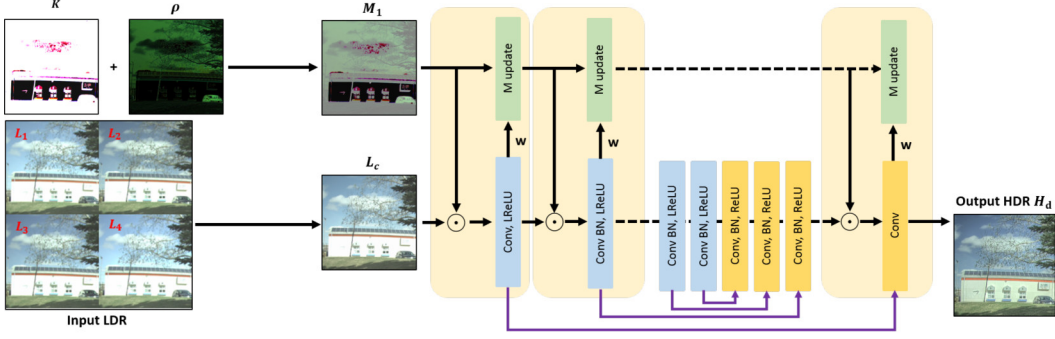 K
ρ
M₁
+
L₁
L₂
L₃
L₄
Input LDR
L_c
M update
M update
M update
W
W
W
Conv, LReLU
Conv BN, LReLU
Conv BN, LReLU
Conv BN, LReLU
Conv, BN, ReLU
Conv, BN, ReLU
Conv, BN, ReLU
Conv
Output HDR H_d